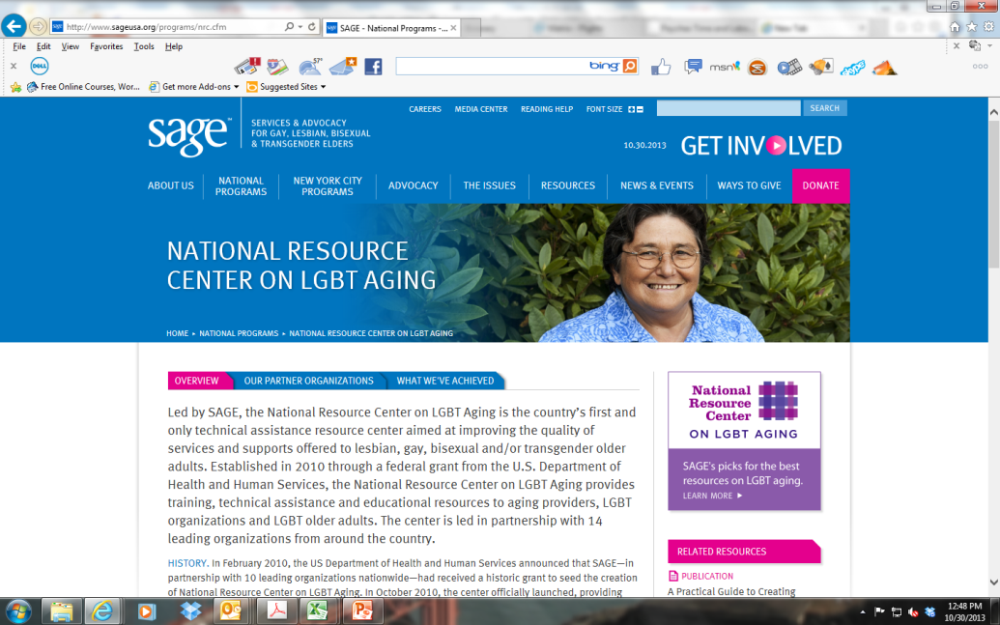 http://www.sageusa.org/programs/nrc.cfm
SAGE - National Programs -...
File Edit View Favorites Tools Help
DELL
57°
bing
msn
Free Online Courses, Wor...
Get more Add-ons
Suggested Sites
CAREERS MEDIA CENTER READING HELP FONT SIZE
SEARCH
sage
SERVICES & ADVOCACY
FOR GAY, LESBIAN, BISEXUAL
& TRANSGENDER ELDERS
10.30.2013
GET INVOLVED
ABOUT US
NATIONAL
PROGRAMS
NEW YORK CITY
PROGRAMS
ADVOCACY
THE ISSUES
RESOURCES
NEWS & EVENTS
WAYS TO GIVE
DONATE
NATIONAL RESOURCE
CENTER ON LGBT AGING
HOME ▸ NATIONAL PROGRAMS ▸ NATIONAL RESOURCE CENTER ON LGBT AGING
OVERVIEW
OUR PARTNER ORGANIZATIONS
WHAT WE'VE ACHIEVED
Led by SAGE, the National Resource Center on LGBT Aging is the country's first and
only technical assistance resource center aimed at improving the quality of
services and supports offered to lesbian, gay, bisexual and/or transgender older
adults. Established in 2010 through a federal grant from the U.S. Department of
Health and Human Services, the National Resource Center on LGBT Aging provides
training, technical assistance and educational resources to aging providers, LGBT
organizations and LGBT older adults. The center is led in partnership with 14
leading organizations from around the country.
HISTORY. In February 2010, the US Department of Health and Human Services announced that SAGE—in
partnership with 10 leading organizations nationwide—had received a historic grant to seed the creation
of National Resource Center on LGBT Aging. In October 2010, the center officially launched, providing
National
Resource
Center
ON LGBT AGING
SAGE's picks for the best
resources on LGBT aging.
LEARN MORE ▸
RELATED RESOURCES
PUBLICATION
A Practical Guide to Creating
12:48 PM
10/30/2013